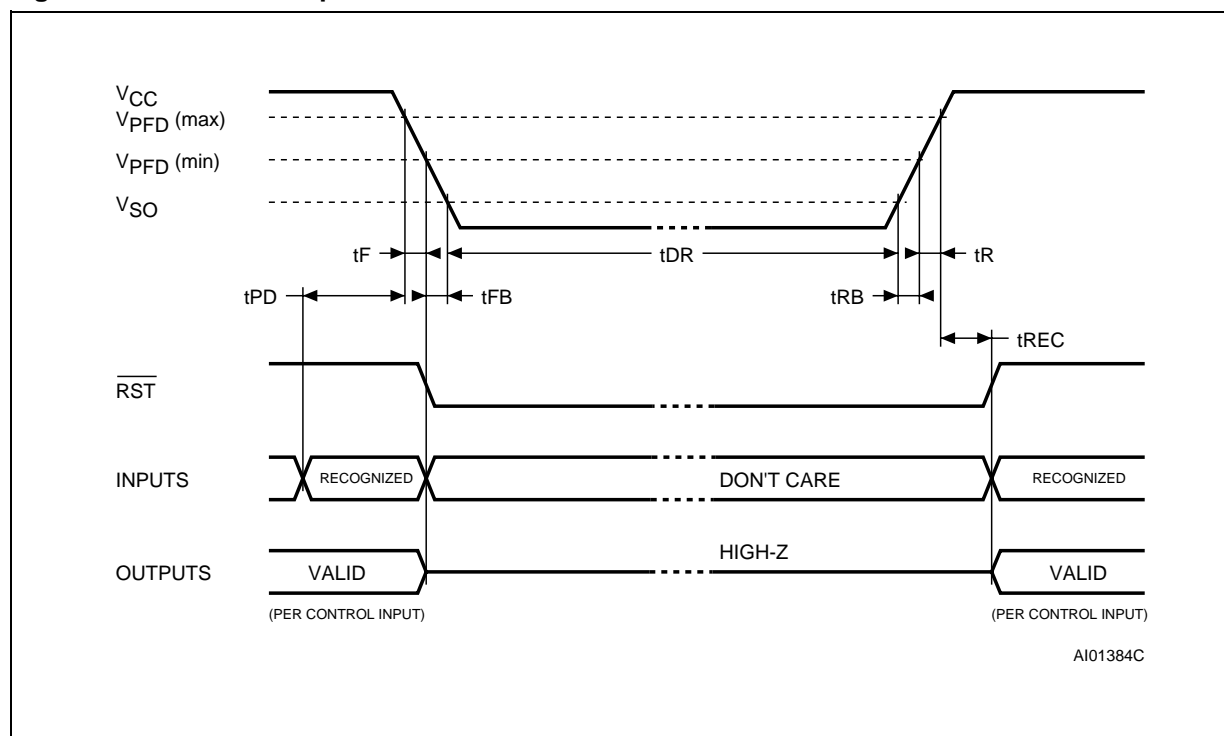 VCC
VPFD (max)
VPFD (min)
VSO
tF
tDR
tR
tPD
tFB
tRB
tREC
RST
INPUTS
RECOGNIZED
DON'T CARE
RECOGNIZED
HIGH-Z
OUTPUTS
VALID
VALID
(PER CONTROL INPUT)
(PER CONTROL INPUT)
AI01384C